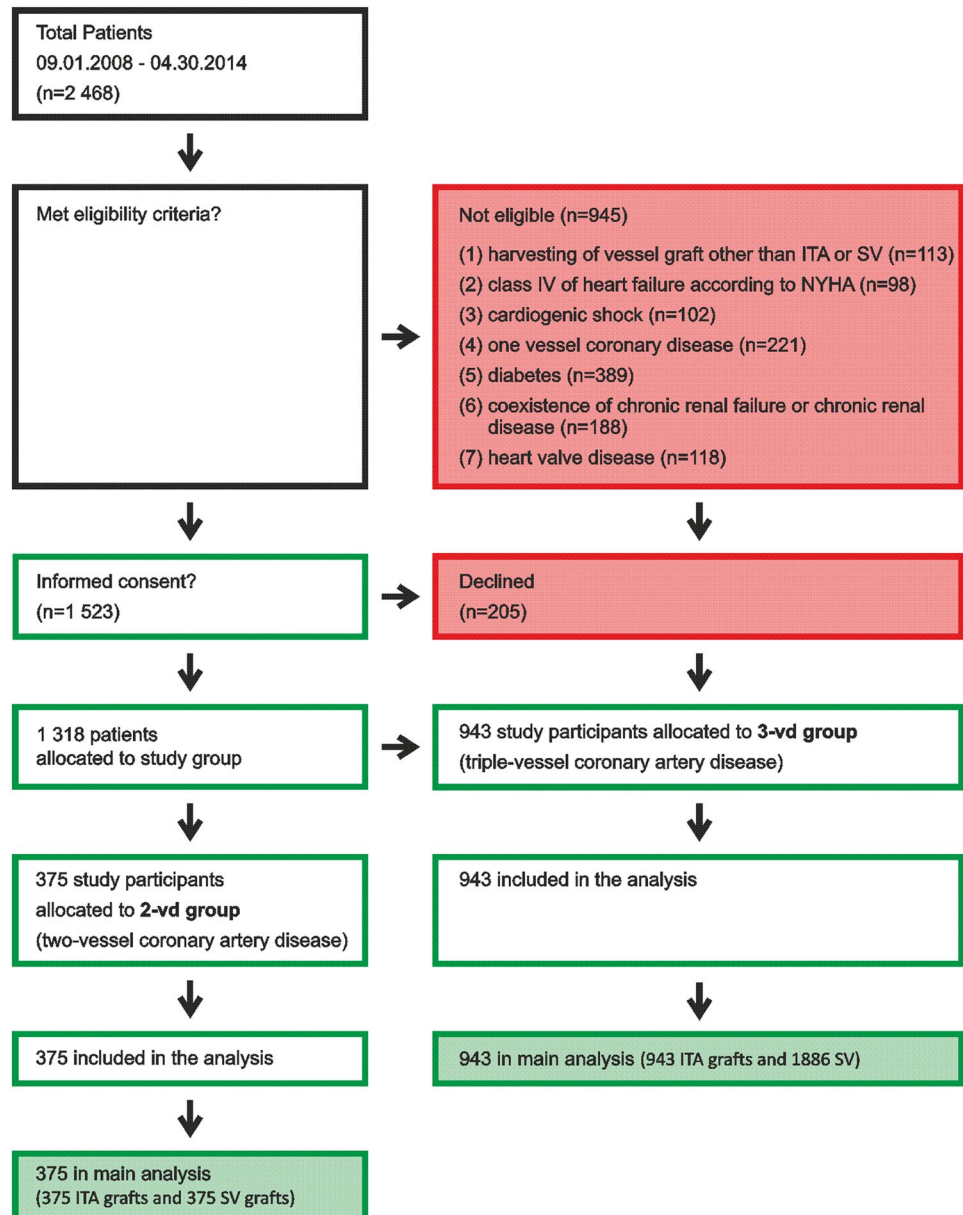 Total Patients
09.01.2008 - 04.30.2014
(n=2 468)
Met eligibility criteria?
Not eligible (n=945)
(1) harvesting of vessel graft other than ITA or SV (n=113)
(2) class IV of heart failure according to NYHA (n=98)
(3) cardiogenic shock (n=102)
(4) one vessel coronary disease (n=221)
(5) diabetes (n=389)
(6) coexistence of chronic renal failure or chronic renal
disease (n=188)
(7) heart valve disease (n=118)
Informed consent?
(n=1 523)
Declined
(n=205)
1 318 patients
allocated to study group
943 study participants allocated to 3-vd group
(triple-vessel coronary artery disease)
375 study participants
allocated to 2-vd group
(two-vessel coronary artery disease)
943 included in the analysis
375 included in the analysis
943 in main analysis (943 ITA grafts and 1886 SV)
375 in main analysis
(375 ITA grafts and 375 SV grafts)